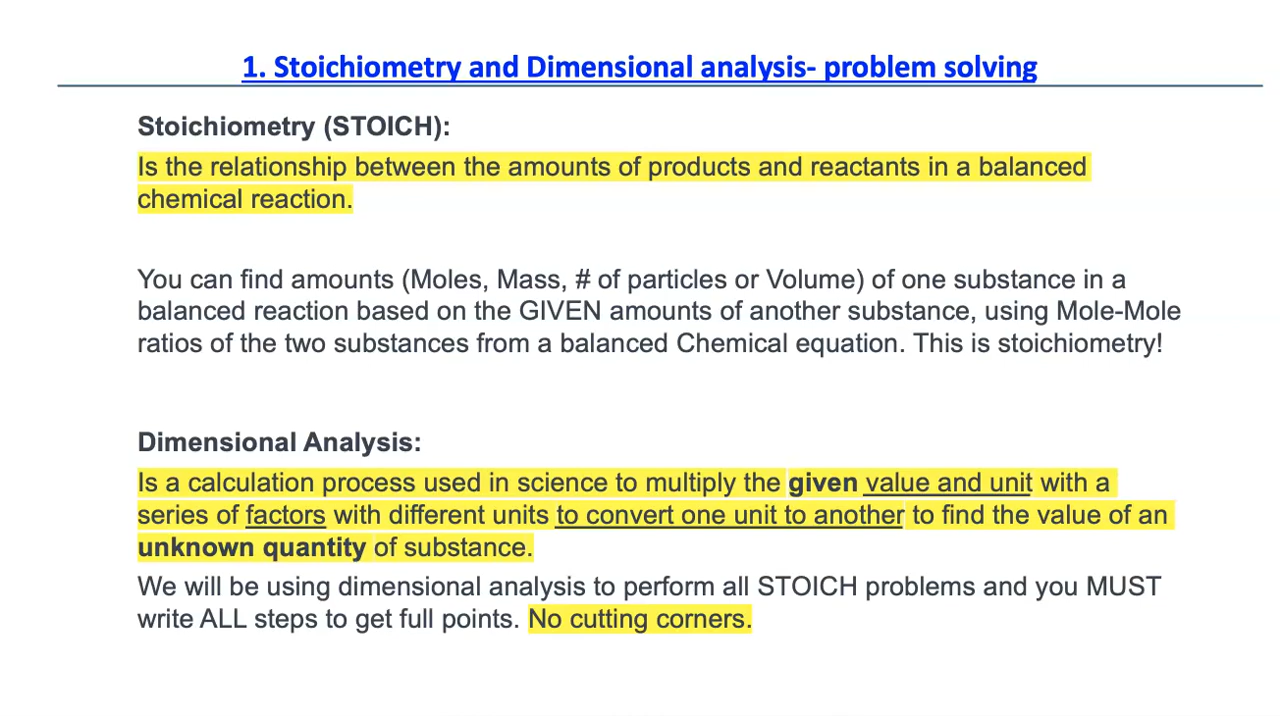 1. Stoichiometry and Dimensional analysis- problem solving
Stoichiometry (STOICH):
Is the relationship between the amounts of products and reactants in a balanced
chemical reaction.
You can find amounts (Moles, Mass, # of particles or Volume) of one substance in a
balanced reaction based on the GIVEN amounts of another substance, using Mole-Mole
ratios of the two substances from a balanced Chemical equation. This is stoichiometry!
Dimensional Analysis:
Is a calculation process used in science to multiply the given value and unit with a
series of factors with different units to convert one unit to another to find the value of an
unknown quantity of substance.
We will be using dimensional analysis to perform all STOICH problems and you MUST
write ALL steps to get full points. No cutting corners.